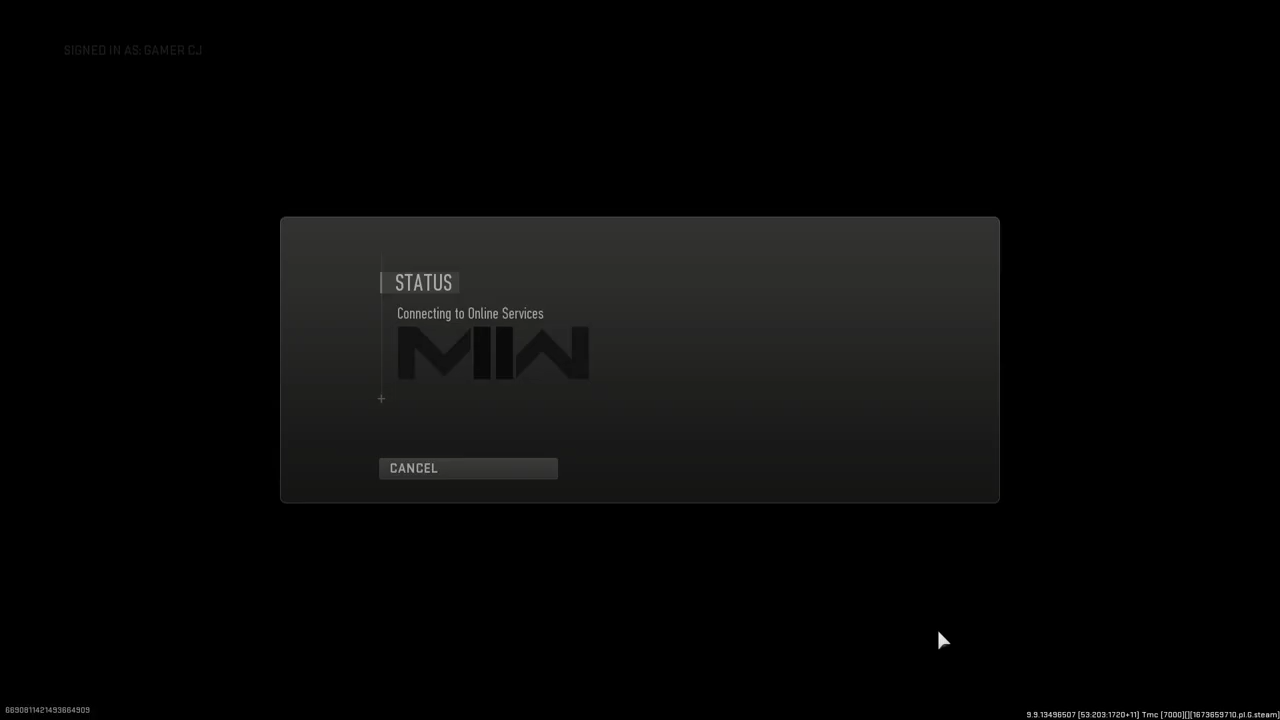 SIGNED IN AS: GAMER CJ
STATUS
Connecting to Online Services
MIIW
CANCEL
6690811421493664909
9.9.13496507 [53:203:1720+11] Tmc [7000][][1673659710.pl.G.steam]